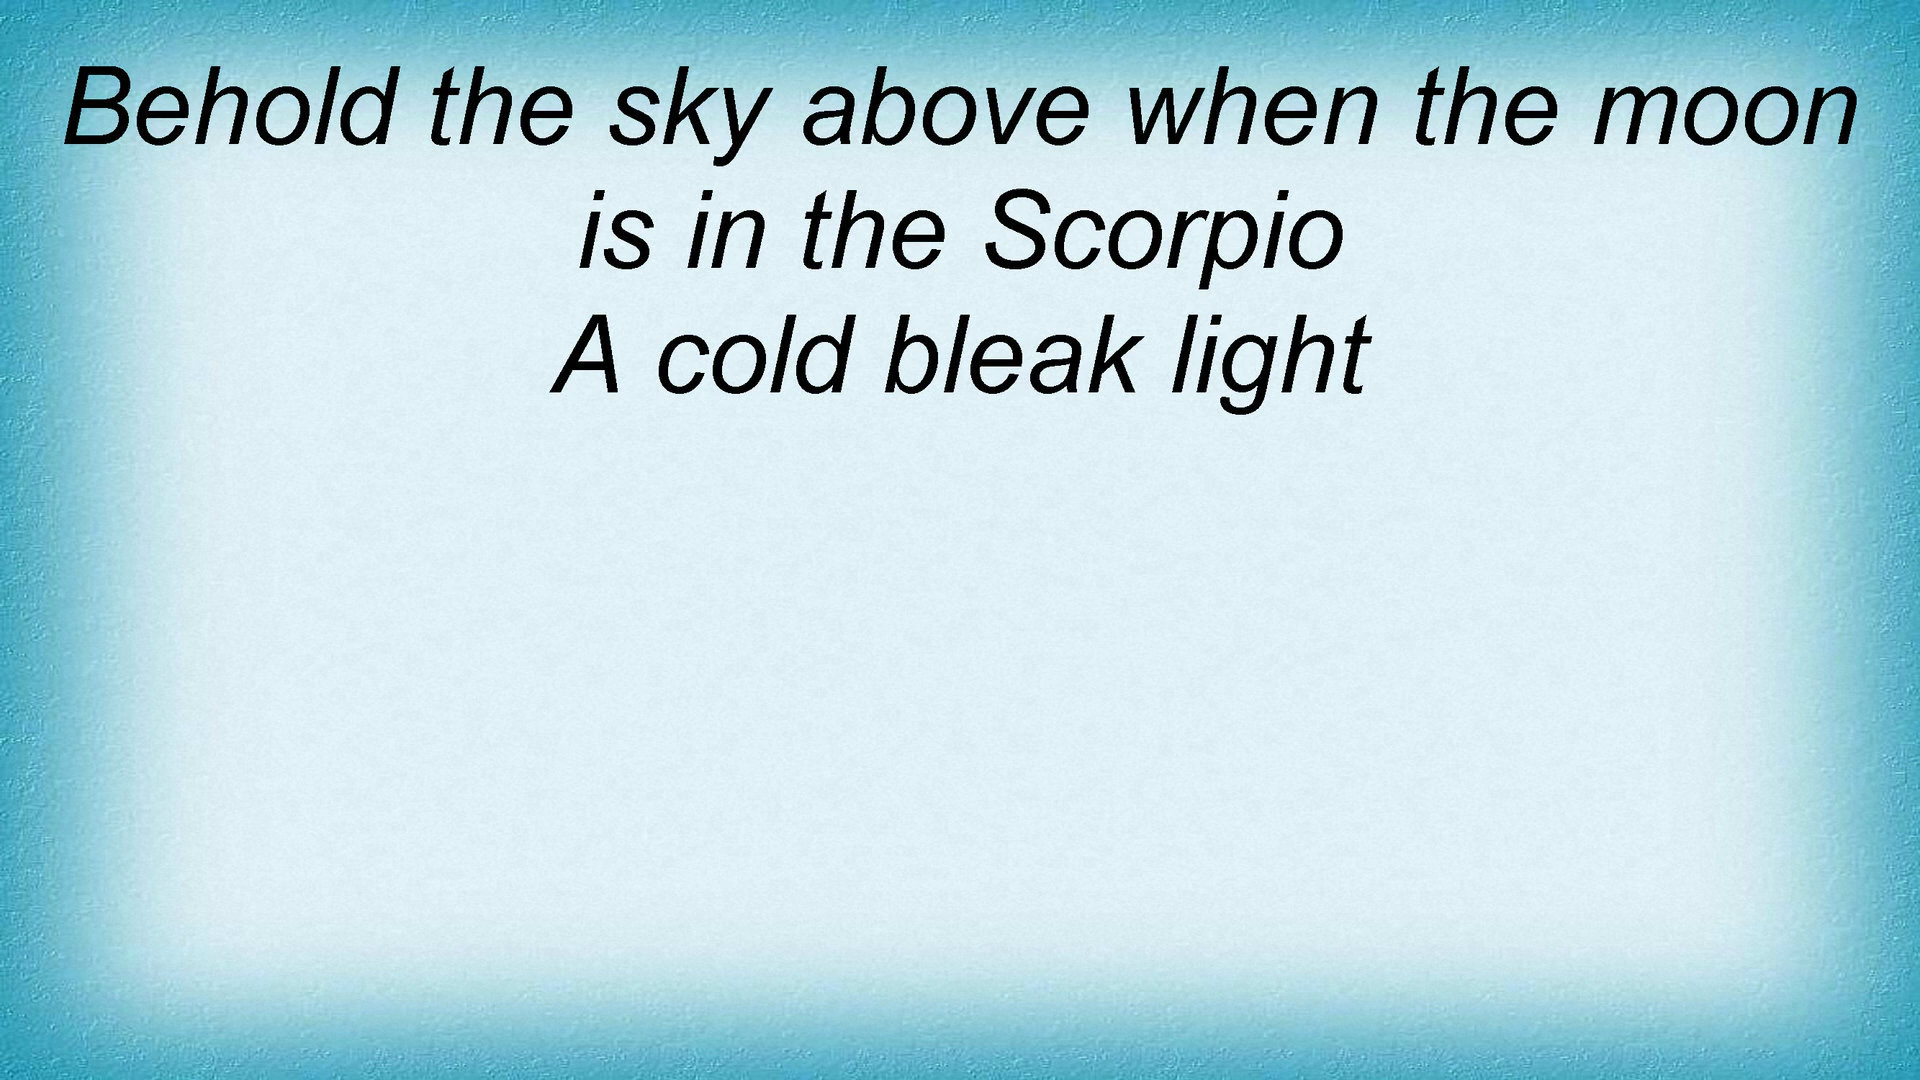 Behold the sky above when the moon
is in the Scorpio
A cold bleak light